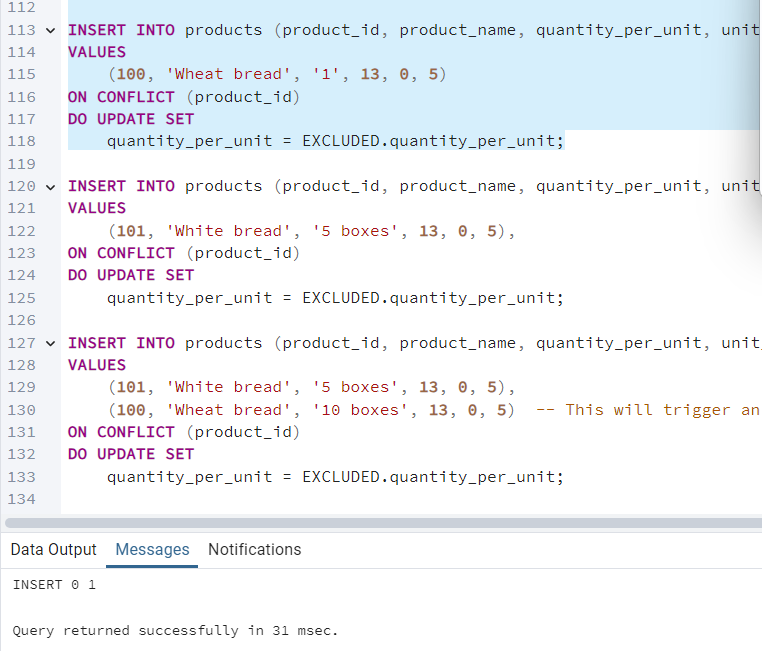 112
113 INSERT INTO products (product_id, product_name, quantity_per_unit, unit
114 VALUES
115 (100, 'Wheat bread', '1', 13, 0, 5)
116 ON CONFLICT (product_id)
117 DO UPDATE SET
118 quantity_per_unit = EXCLUDED.quantity_per_unit;
119
120 INSERT INTO products (product_id, product_name, quantity_per_unit, unit
121 VALUES
122 (101, 'White bread', '5 boxes', 13, 0, 5),
123 ON CONFLICT (product_id)
124 DO UPDATE SET
125 quantity_per_unit = EXCLUDED.quantity_per_unit;
126
127 INSERT INTO products (product_id, product_name, quantity_per_unit, unit
128 VALUES
129 (101, 'White bread', '5 boxes', 13, 0, 5),
130 (100, 'Wheat bread', '10 boxes', 13, 0, 5) -- This will trigger an
131 ON CONFLICT (product_id)
132 DO UPDATE SET
133 quantity_per_unit = EXCLUDED.quantity_per_unit;
134
Data Output Messages Notifications
INSERT 0 1
Query returned successfully in 31 msec.